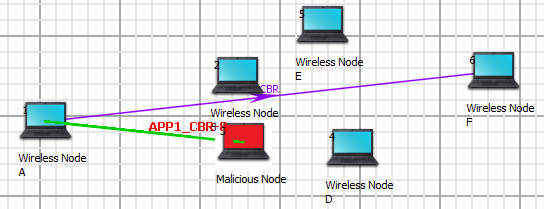 5
Wireless Node
E
6
2
CBR
Wireless Node
F
1
Wireless Node
APP1_CBR
4
Wireless Node
A
Malicious Node
Wireless Node
D